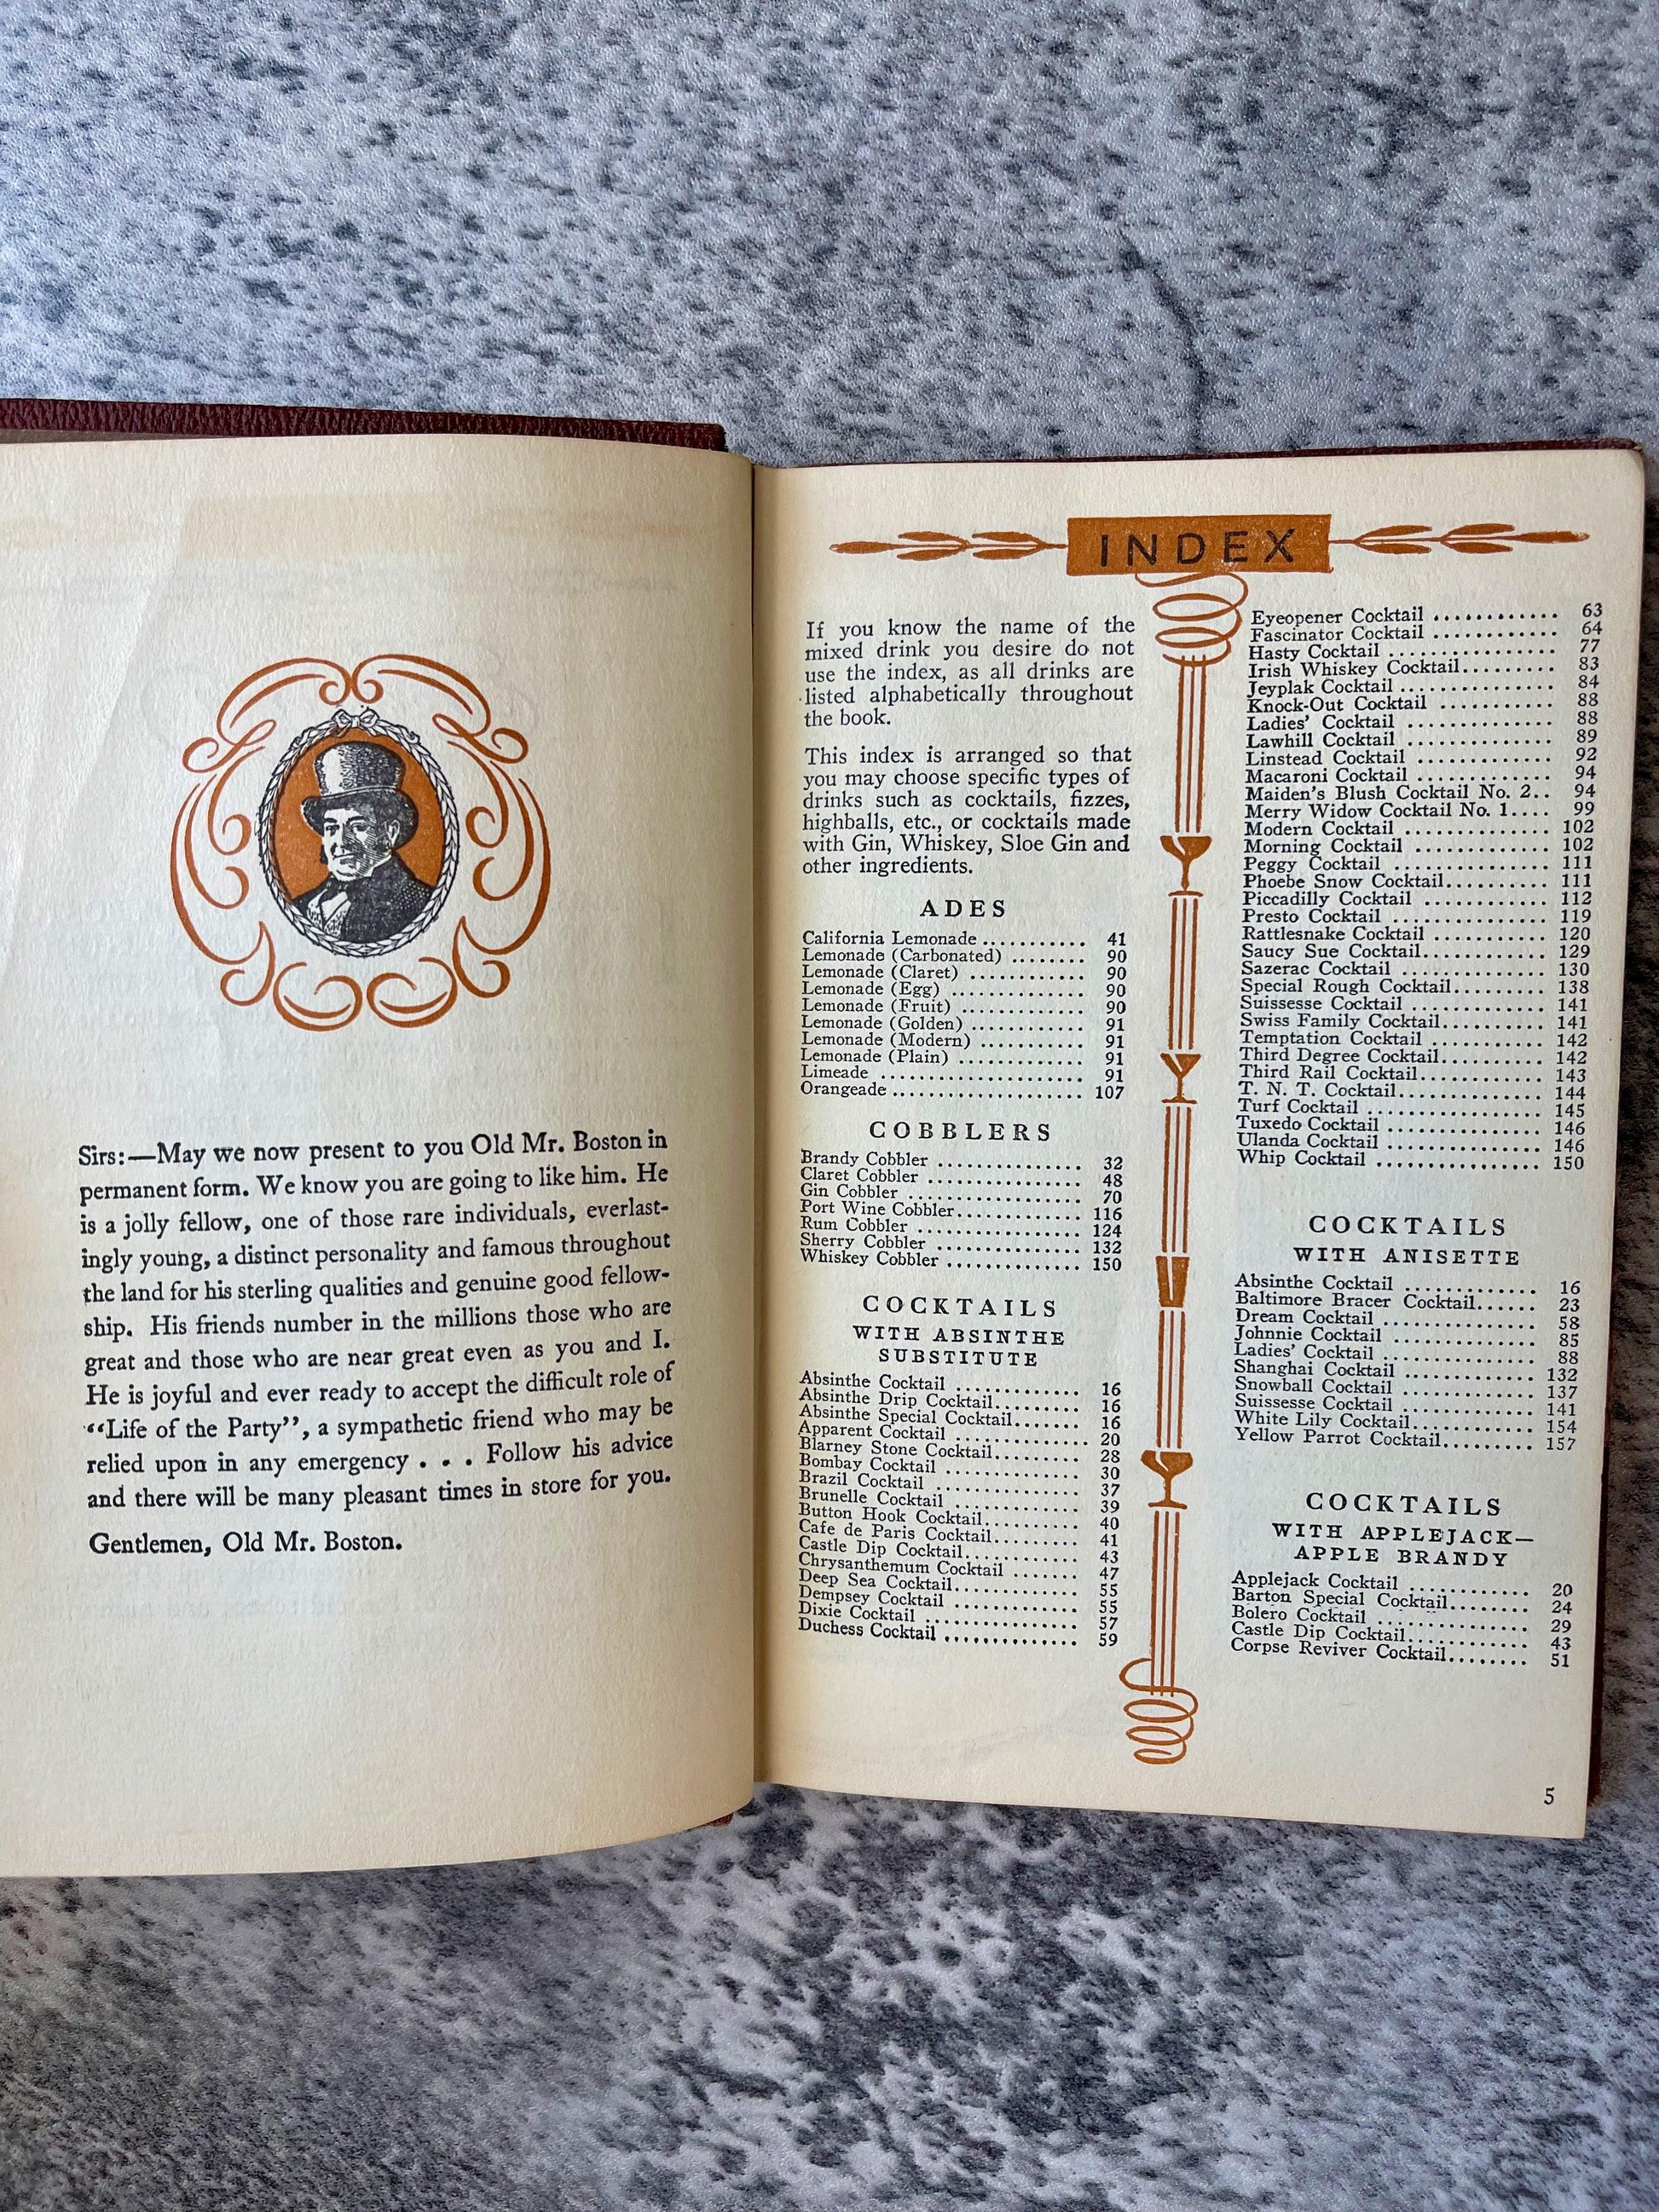 Sirs:—May we now present to you Old Mr. Boston in
permanent form. We know you are going to like him. He
is a jolly fellow, one of those rare individuals, everlast-
ingly young, a distinct personality and famous throughout
the land for his sterling qualities and genuine good fellow-
ship. His friends number in the millions those who are
great and those who are near great even as you and I.
He is joyful and ever ready to accept the difficult role of
“Life of the Party”, a sympathetic friend who may be
relied upon in any emergency . . . Follow his advice
and there will be many pleasant times in store for you.
Gentlemen, Old Mr. Boston.
INDEX
If you know the name of the
mixed drink you desire do not
use the index, as all drinks are
listed alphabetically throughout
the book.
This index is arranged so that
you may choose specific types of
drinks such as cocktails, fizzes,
highballs, etc., or cocktails made
with Gin, Whiskey, Sloe Gin and
other ingredients.
ADES
California Lemonade ........... 41
Lemonade (Carbonated) ........ 90
Lemonade (Claret) ............ 90
Lemonade (Egg) .............. 90
Lemonade (Fruit) ............. 90
Lemonade (Golden) ............ 91
Lemonade (Modern) ........... 91
Lemonade (Plain) ............. 91
Limeade ..................... 91
Orangeade .................... 107
COBBLERS
Brandy Cobbler ............... 32
Claret Cobbler ................ 48
Gin Cobbler .................. 70
Port Wine Cobbler............. 116
Rum Cobbler ................. 124
Sherry Cobbler ............... 132
Whiskey Cobbler .............. 150
COCKTAILS
WITH ABSINTHE
SUBSTITUTE
Absinthe Cocktail ............. 16
Absinthe Drip Cocktail......... 16
Absinthe Special Cocktail....... 16
Apparent Cocktail ............. 20
Blarney Stone Cocktail......... 28
Bombay Cocktail .............. 30
Brazil Cocktail ............... 37
Brunelle Cocktail ............. 39
Button Hook Cocktail.......... 40
Cafe de Paris Cocktail......... 41
Castle Dip Cocktail............ 43
Chrysanthemum Cocktail ....... 47
Deep Sea Cocktail............. 55
Dempsey Cocktail ............. 55
Dixie Cocktail ................ 57
Duchess Cocktail .............. 59
Eyeopener Cocktail ............ 63
Fascinator Cocktail ............ 64
Hasty Cocktail ................ 77
Irish Whiskey Cocktail......... 83
Jeyplak Cocktail .............. 84
Knock-Out Cocktail ........... 88
Ladies' Cocktail .............. 88
Lawhill Cocktail .............. 89
Linstead Cocktail ............. 92
Macaroni Cocktail ............. 94
Maiden's Blush Cocktail No. 2.. 94
Merry Widow Cocktail No. 1.... 99
Modern Cocktail .............. 102
Morning Cocktail ............. 102
Peggy Cocktail ............... 111
Phoebe Snow Cocktail.......... 111
Piccadilly Cocktail ............ 112
Presto Cocktail ............... 119
Rattlesnake Cocktail ........... 120
Saucy Sue Cocktail............ 129
Sazerac Cocktail .............. 130
Special Rough Cocktail......... 138
Suissesse Cocktail ............. 141
Swiss Family Cocktail.......... 141
Temptation Cocktail ........... 142
Third Degree Cocktail.......... 142
Third Rail Cocktail............ 143
T. N. T. Cocktail.............. 144
Turf Cocktail ................. 145
Tuxedo Cocktail .............. 146
Ulanda Cocktail .............. 146
Whip Cocktail ................ 150
COCKTAILS
WITH ANISETTE
Absinthe Cocktail ............. 16
Baltimore Bracer Cocktail...... 23
Dream Cocktail ............... 58
Johnnie Cocktail .............. 85
Ladies' Cocktail .............. 88
Shanghai Cocktail ............. 132
Snowball Cocktail ............. 137
Suissesse Cocktail ............. 141
White Lily Cocktail............ 154
Yellow Parrot Cocktail......... 157
COCKTAILS
WITH APPLEJACK—
APPLE BRANDY
Applejack Cocktail ............ 20
Barton Special Cocktail........ 24
Bolero Cocktail ............... 29
Castle Dip Cocktail............ 43
Corpse Reviver Cocktail........ 51
5